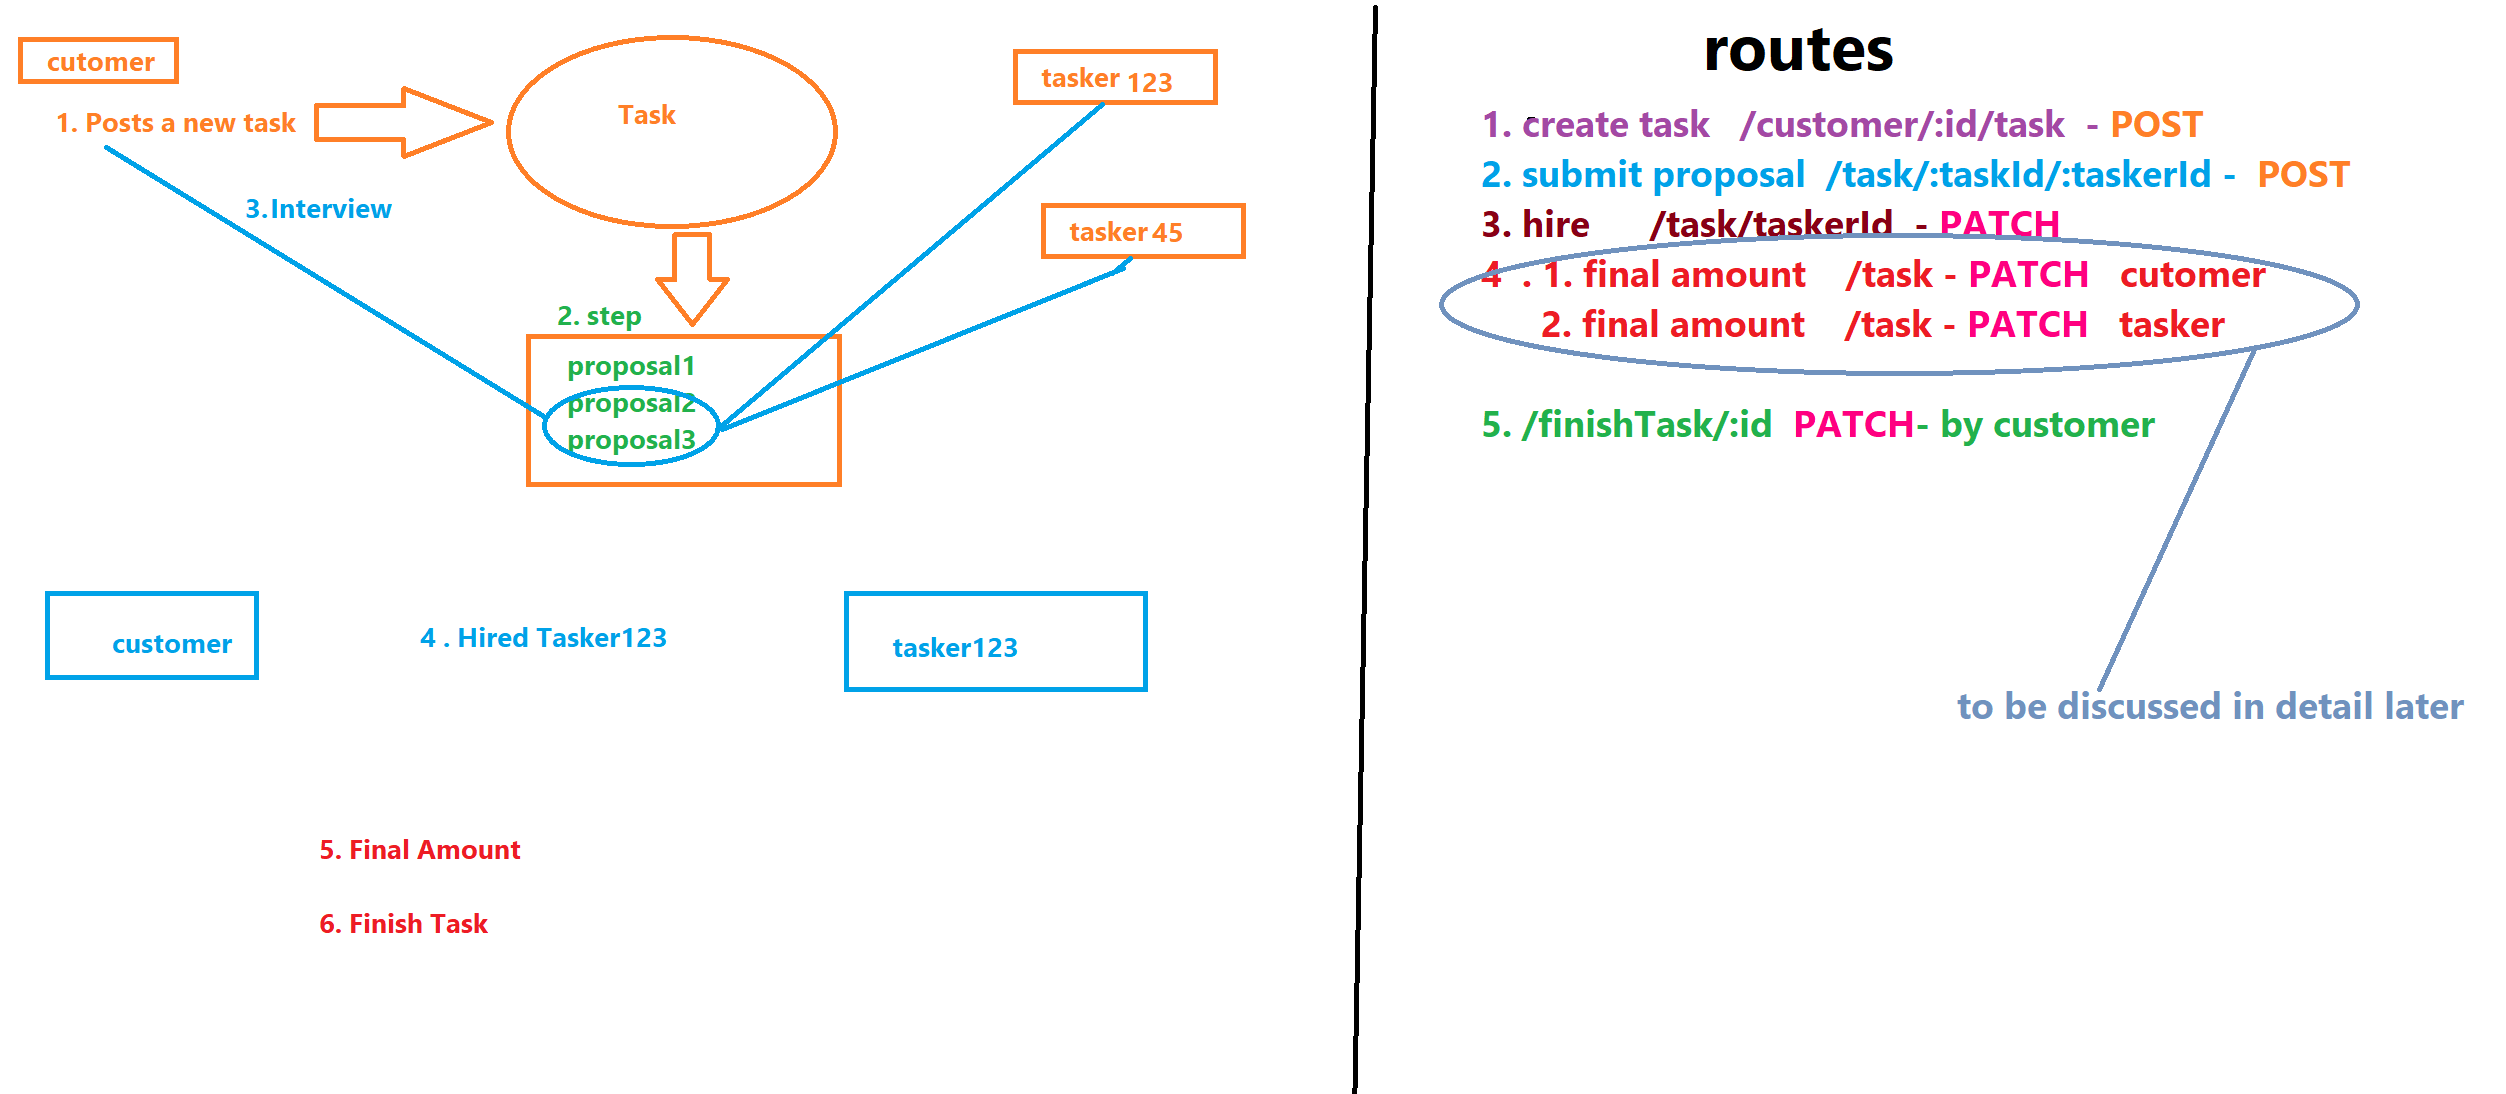 cutomer
1. Posts a new task
Task
tasker 123
3.Interview
tasker 45
2. step
proposal1
proposal2
proposal3
customer
4 . Hired Tasker123
tasker123
5. Final Amount
6. Finish Task
routes
1. create task /customer/:id/task - POST
2. submit proposal /task/:taskId/:taskerId - POST
3. hire /task/taskerId - PATCH
4 . 1. final amount /task - PATCH cutomer
2. final amount /task - PATCH tasker
5. /finishTask/:id PATCH- by customer
to be discussed in detail later